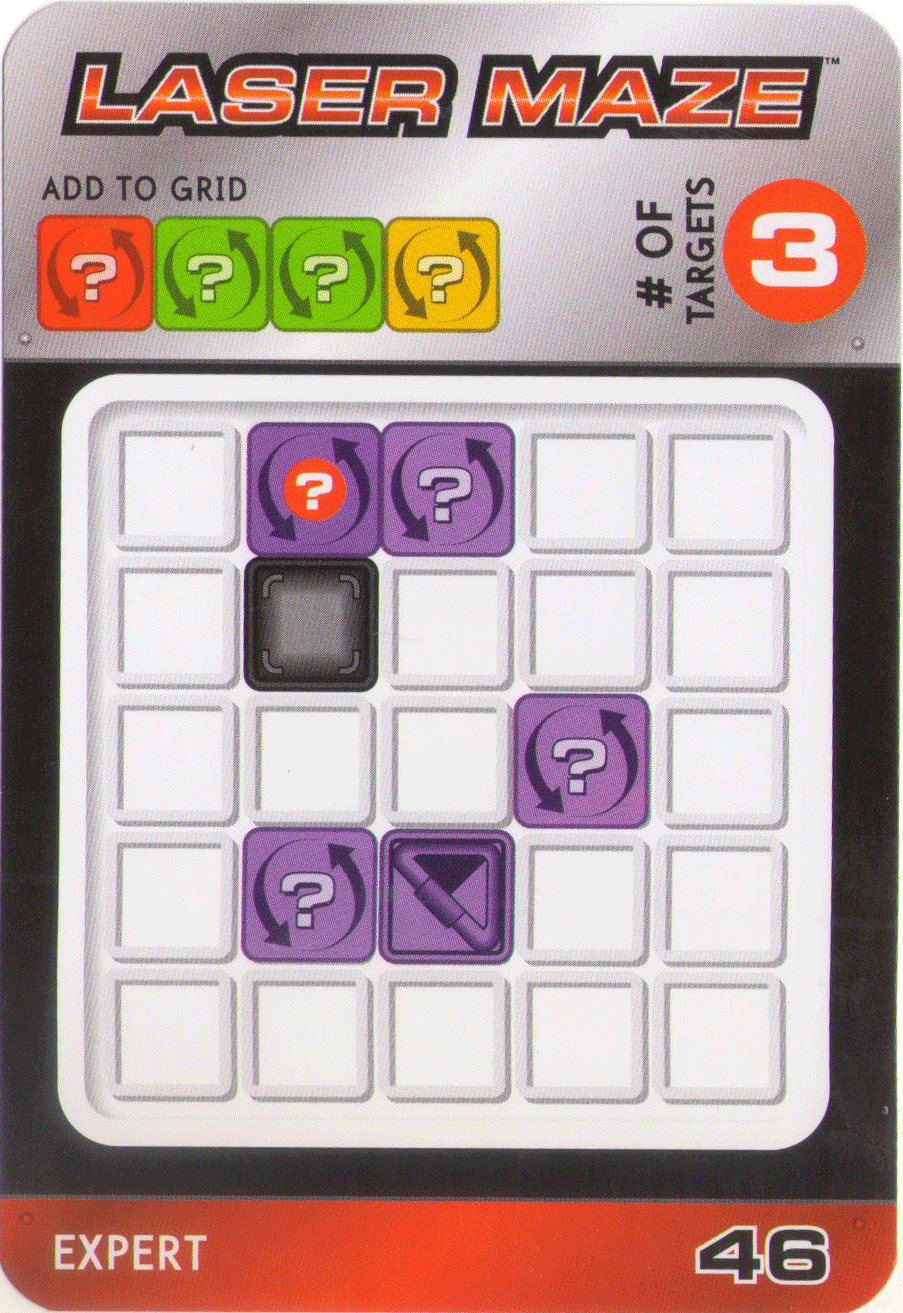 LASER MAZE™
ADD TO GRID
? ? ? ?
# OF
TARGETS
3
? ?
?
?
EXPERT 46